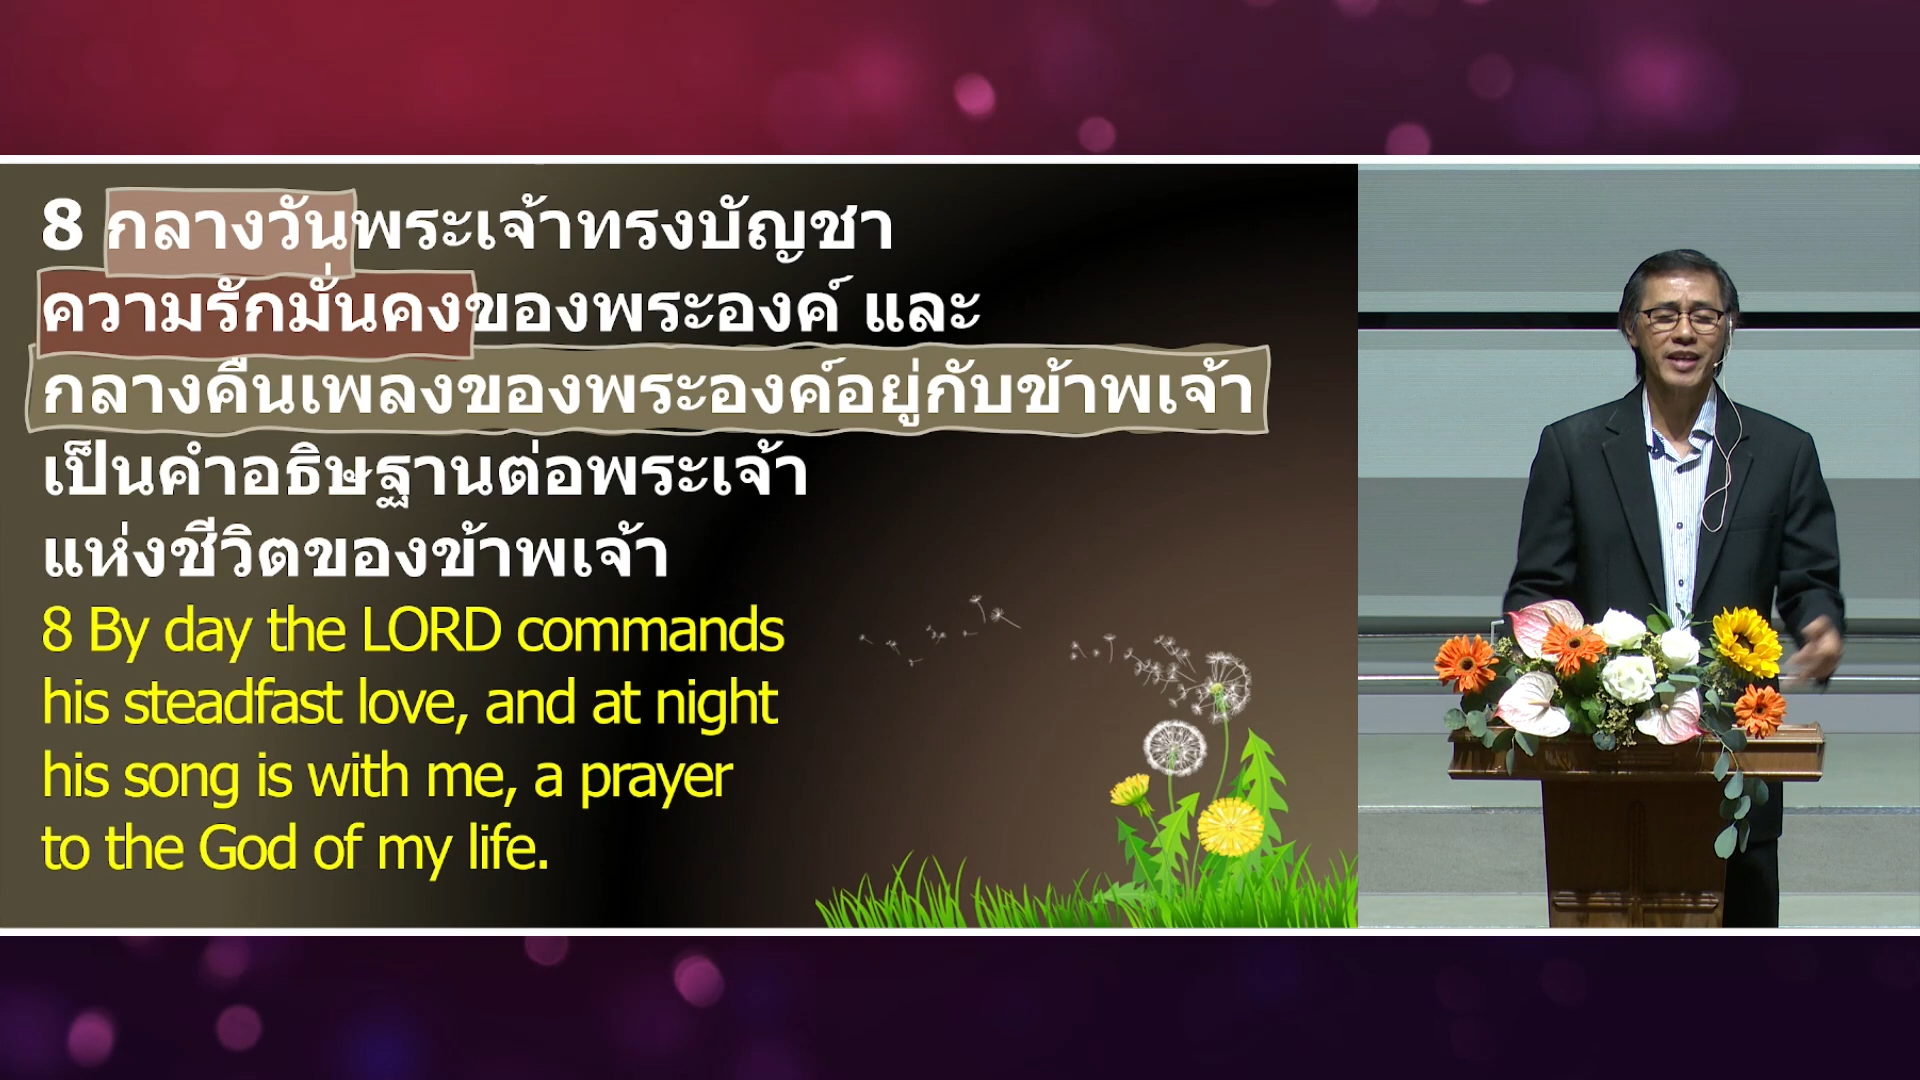 8 กลางวันพระเจ้าทรงบัญชา
ความรักมั่นคงของพระองค์ และ
กลางคืนเพลงของพระองค์อยู่กับข้าพเจ้า
เป็นคำอธิษฐานต่อพระเจ้า
แห่งชีวิตของข้าพเจ้า
8 By day the LORD commands
his steadfast love, and at night
his song is with me, a prayer
to the God of my life.